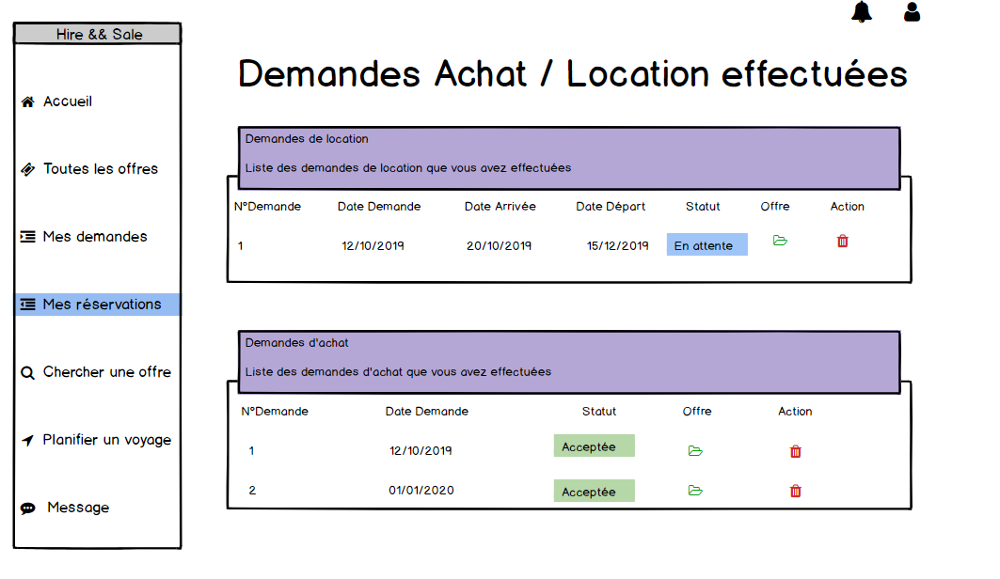 Hire && Sale
Accueil
Toutes les offres
Mes demandes
Mes réservations
Chercher une offre
Planifier un voyage
Message
Demandes Achat / Location effectuées
Demandes de location
Liste des demandes de location que vous avez effectuées
N°Demande Date Demande Date Arrivée Date Départ Statut Offre Action
1 12/10/2019 20/10/2019 15/12/2019 En attente
Demandes d'achat
Liste des demandes d'achat que vous avez effectuées
N°Demande Date Demande Statut Offre Action
1 12/10/2019 Acceptée
2 01/01/2020 Acceptée